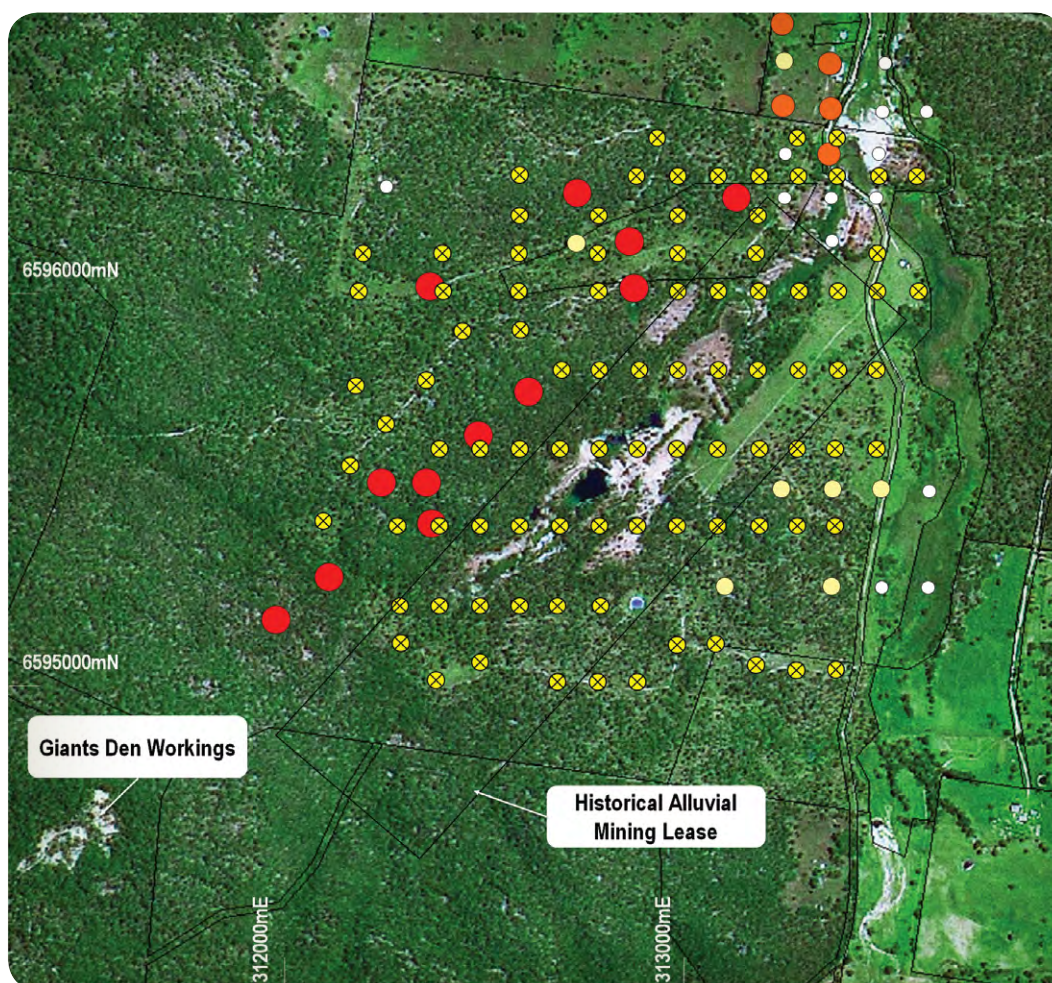 6596000mN
6595000mN
Giants Den Workings
Historical Alluvial
Mining Lease
312000mE
313000mE